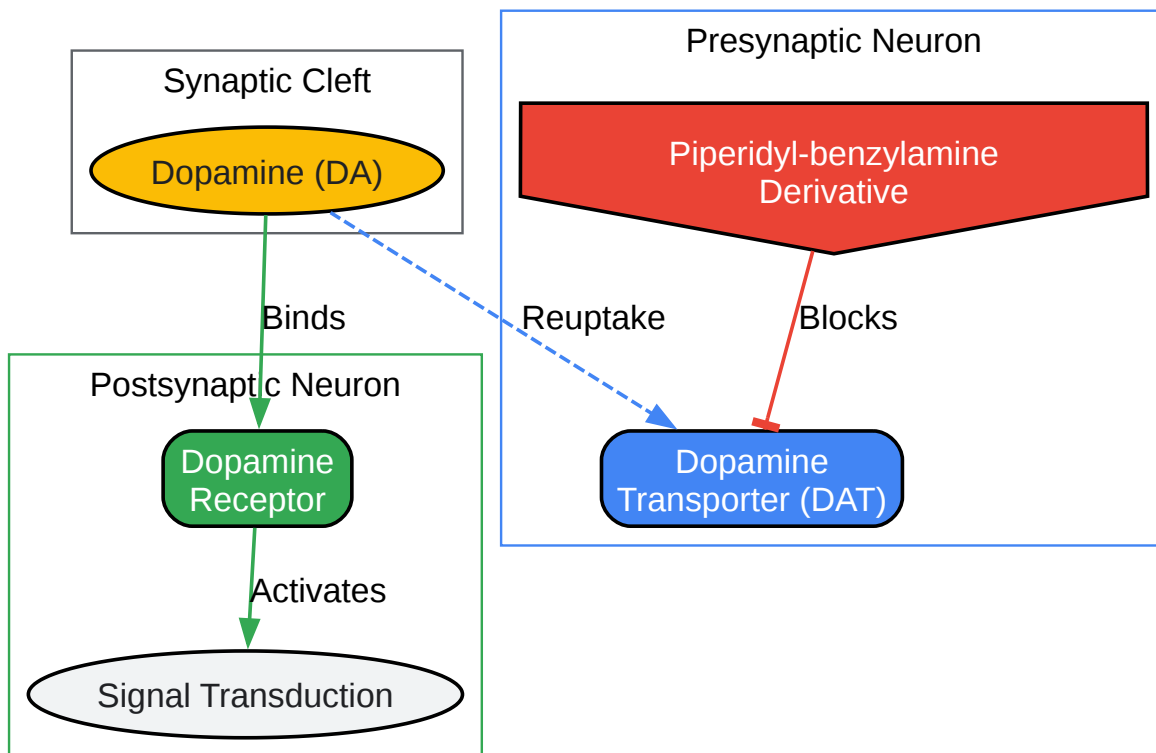 Presynaptic Neuron
Synaptic Cleft
Dopamine (DA)
Piperidyl-benzylamine
Derivative
Binds
Reuptake
Blocks
Postsynaptic Neuron
Dopamine
Receptor
Dopamine
Transporter (DAT)
Activates
Signal Transduction